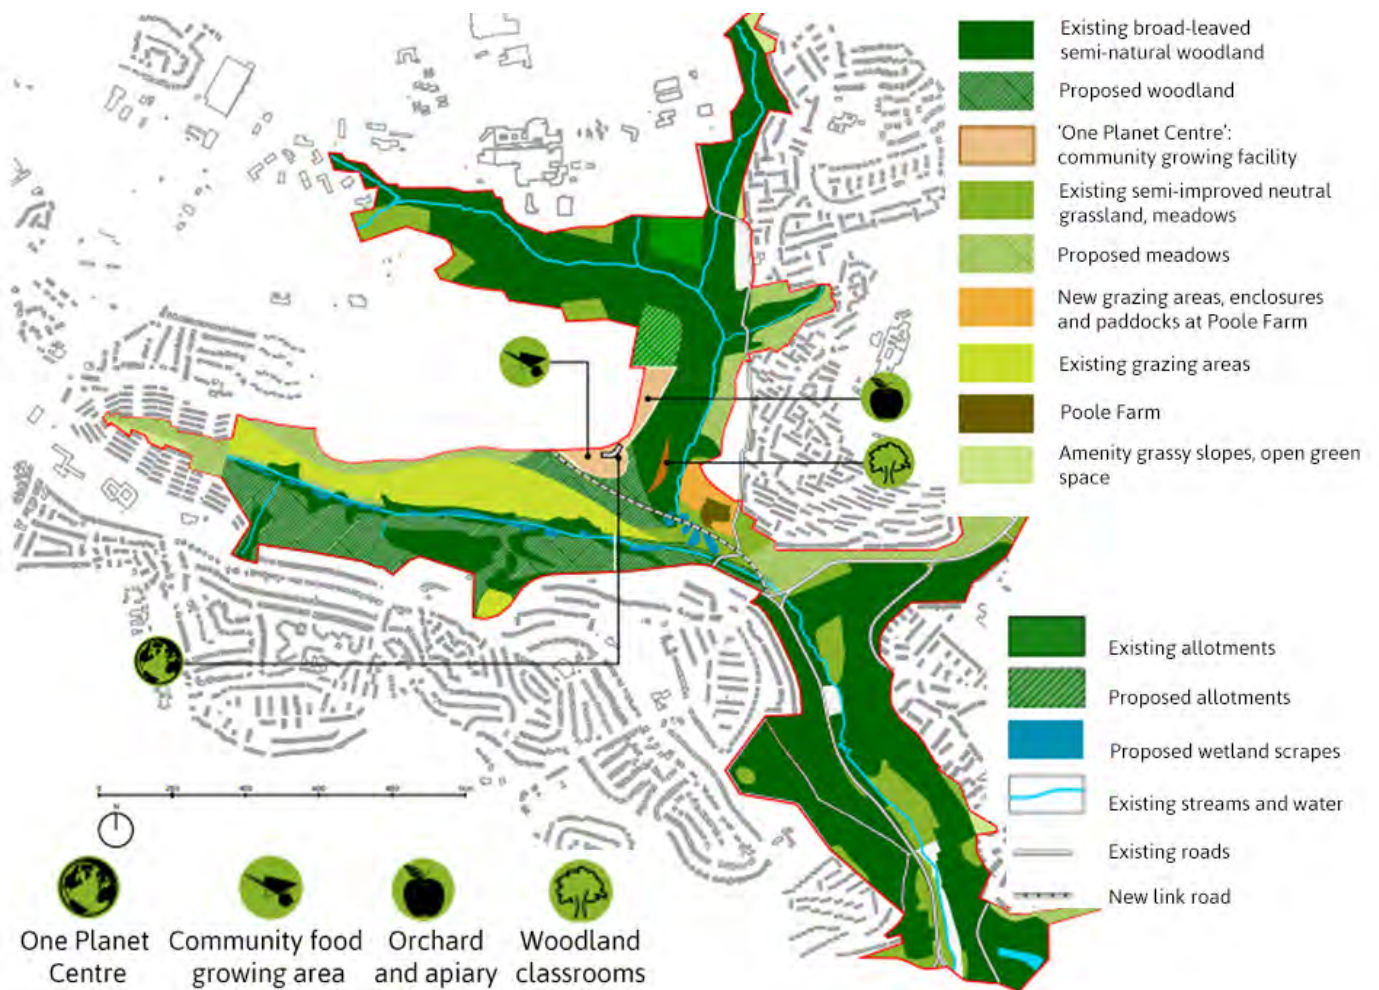 Existing broad-leaved
semi-natural woodland
Proposed woodland
'One Planet Centre':
community growing facility
Existing semi-improved neutral
grassland, meadows
Proposed meadows
New grazing areas, enclosures
and paddocks at Poole Farm
Existing grazing areas
Poole Farm
Amenity grassy slopes, open green
space
Existing allotments
Proposed allotments
Proposed wetland scrapes
Existing streams and water
Existing roads
New link road
N
One Planet
Centre
Community food
growing area
Orchard
and apiary
Woodland
classrooms